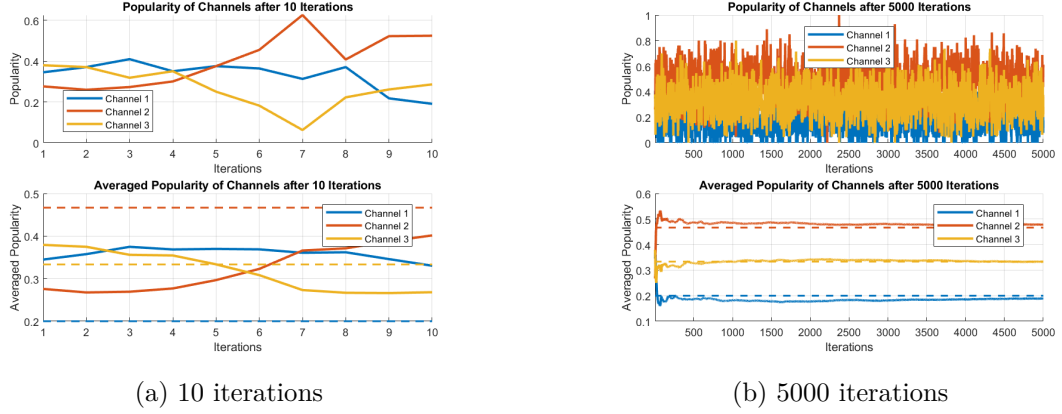 Popularity of Channels after 10 Iterations
Popularity
0.6
0.4
0.2
0
Channel 1
Channel 2
Channel 3
1 2 3 4 5 6 7 8 9 10
Iterations
Averaged Popularity of Channels after 10 Iterations
Averaged Popularity
0.5
0.4
0.3
0.2
Channel 1
Channel 2
Channel 3
1 2 3 4 5 6 7 8 9 10
Iterations
(a) 10 iterations
Popularity of Channels after 5000 Iterations
Popularity
1
0.8
0.6
0.4
0.2
0
Channel 1
Channel 2
Channel 3
500 1000 1500 2000 2500 3000 3500 4000 4500 5000
Iterations
Averaged Popularity of Channels after 5000 Iterations
Averaged Popularity
0.6
0.5
0.4
0.3
0.2
0.1
Channel 1
Channel 2
Channel 3
500 1000 1500 2000 2500 3000 3500 4000 4500 5000
Iterations
(b) 5000 iterations